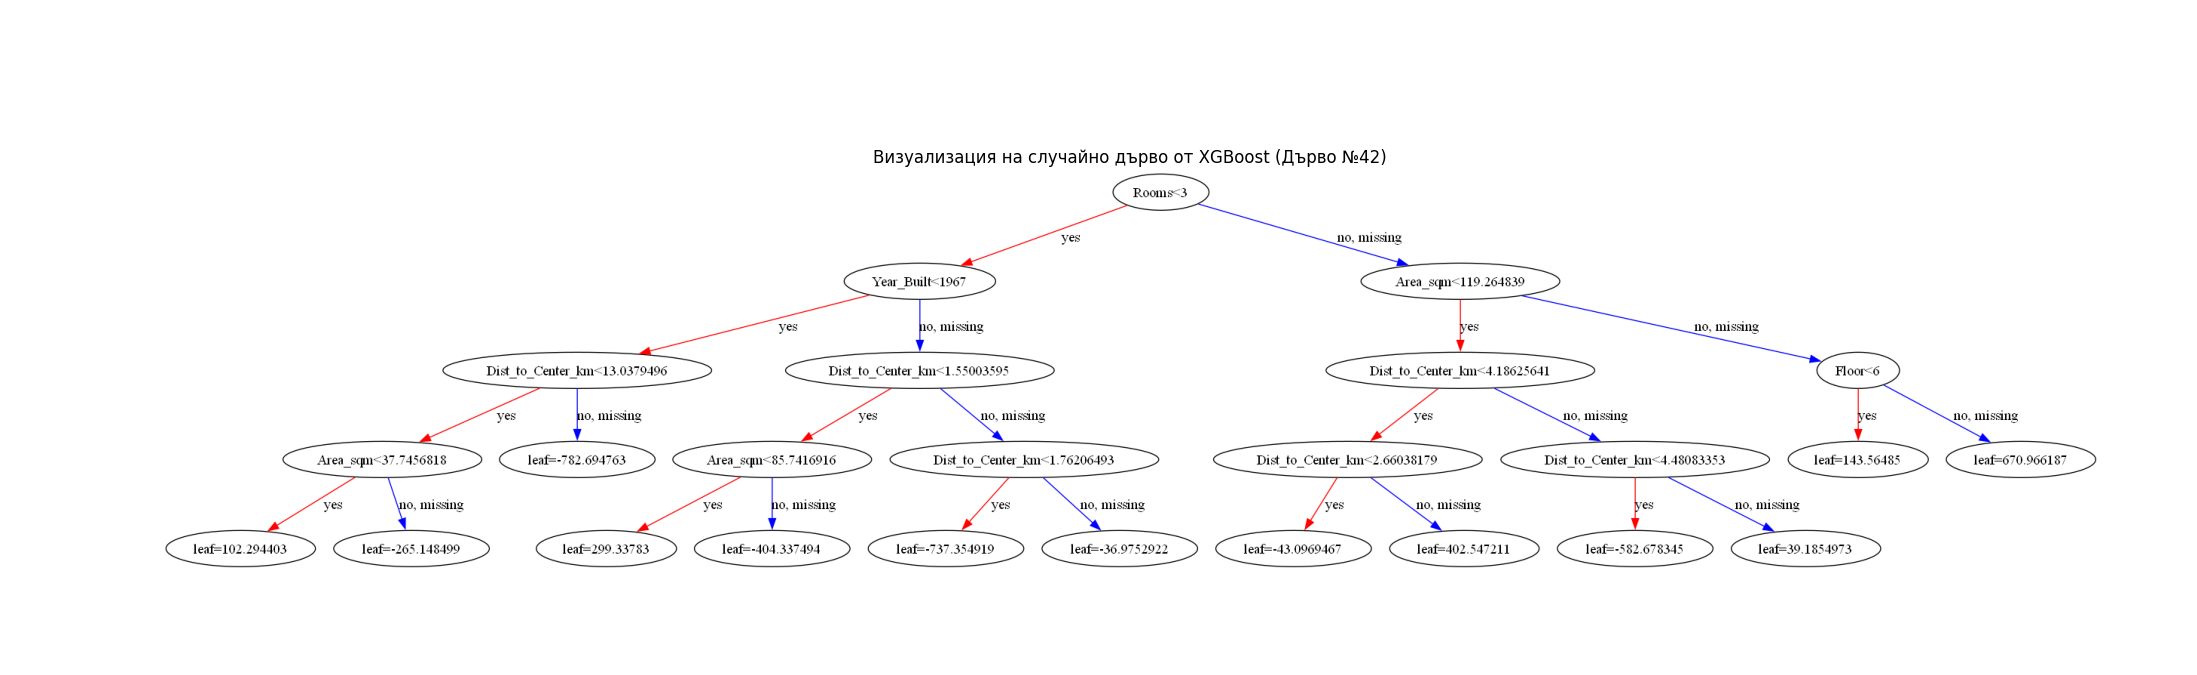 Визуализация на случайно дърво от XGBoost (Дърво №42)
Rooms<3
yes
no, missing
Year_Built<1967
Area_sqm<119.264839
yes
no, missing
yes
no, missing
Dist_to_Center_km<13.0379496
Dist_to_Center_km<1.55003595
Dist_to_Center_km<4.18625641
Floor<6
yes
no, missing
yes
no, missing
yes
no, missing
yes
no, missing
Area_sqm<37.7456818
leaf=-782.694763
Area_sqm<85.7416916
Dist_to_Center_km<1.76206493
Dist_to_Center_km<2.66038179
Dist_to_Center_km<4.48083353
leaf=143.56485
leaf=670.966187
yes
no, missing
yes
no, missing
yes
no, missing
yes
no, missing
yes
no, missing
leaf=102.294403
leaf=-265.148499
leaf=299.33783
leaf=-404.337494
leaf=-737.354919
leaf=-36.9752922
leaf=-43.0969467
leaf=402.547211
leaf=-582.678345
leaf=39.1854973